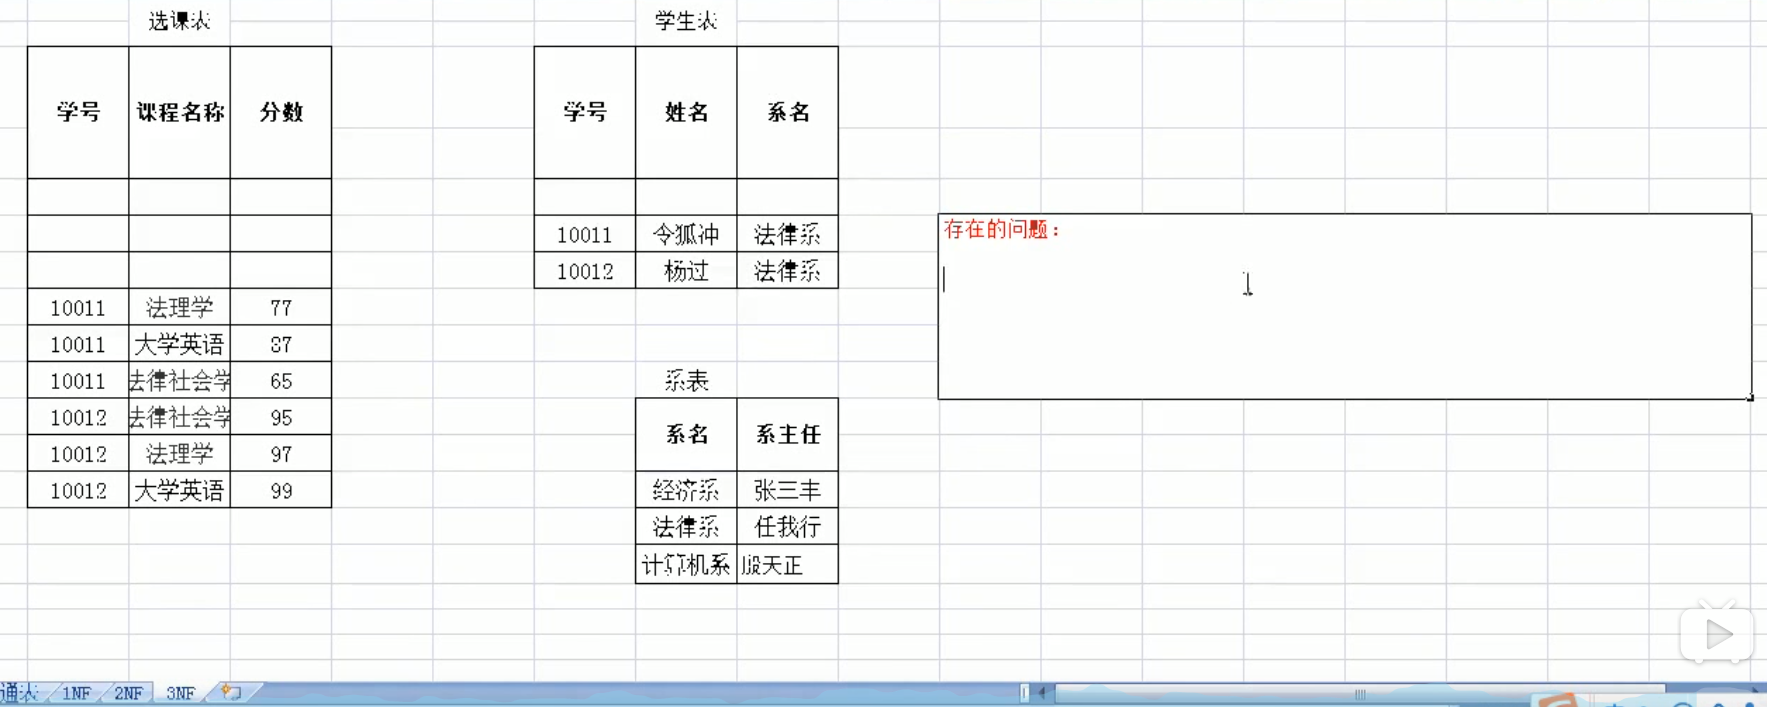 选课表
学号 课程名称 分数
10011 法理学 77
10011 大学英语 87
10011 法律社会学 65
10012 法律社会学 95
10012 法理学 97
10012 大学英语 99
学生表
学号 姓名 系名
10011 令狐冲 法律系
10012 杨过 法律系
系表
系名 系主任
经济系 张三丰
法律系 任我行
计算机系 殷天正
存在的问题：
通表 1NF 2NF 3NF